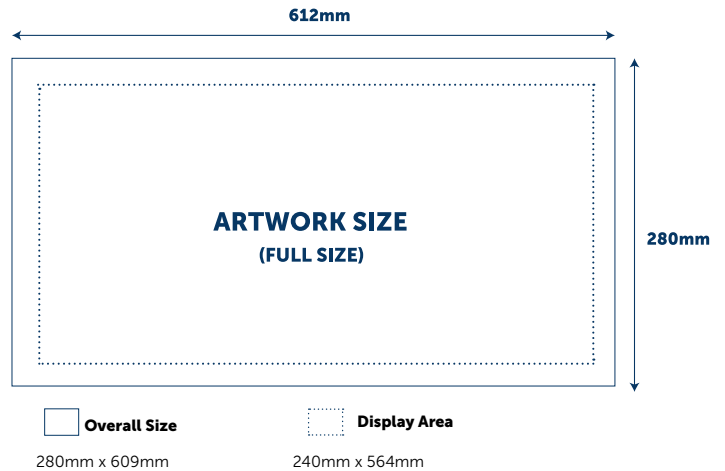 612mm
ARTWORK SIZE
(FULL SIZE)
280mm
Overall Size
Display Area
280mm x 609mm
240mm x 564mm